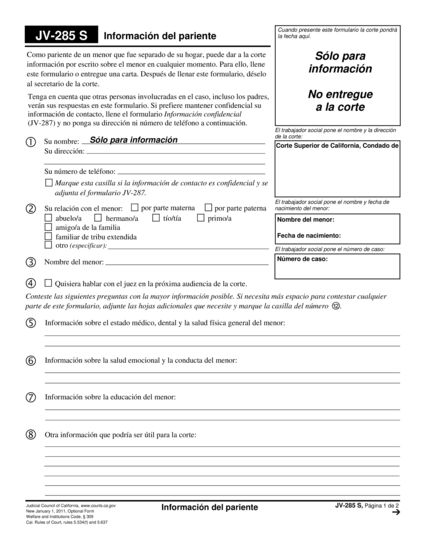 JV-285 S
Información del pariente
Cuando presente este formulario la corte pondrá
la fecha aquí.
Sólo para
información
No entregue
a la corte
Como pariente de un menor que fue separado de su hogar, puede dar a la corte
información por escrito sobre el menor en cualquier momento. Para ello, llene
este formulario o entregue una carta. Después de llenar este formulario, déselo
al secretario de la corte.
Tenga en cuenta que otras personas involucradas en el caso, incluso los padres,
verán sus respuestas en este formulario. Si prefiere mantener confidencial su
información de contacto, llene el formulario Información confidencial
(JV-287) y no ponga su dirección ni número de teléfono a continuación.
El trabajador social pone el nombre y la dirección
de la corte:
Corte Superior de California, Condado de
① Su nombre: Sólo para información
Su dirección:
Su número de teléfono:
Marque esta casilla si la información de contacto es confidencial y se
adjunta el formulario JV-287.
El trabajador social pone el nombre y fecha de
nacimiento del menor:
Nombre del menor:
Fecha de nacimiento:
② Su relación con el menor: por parte materna por parte paterna
abuelo/a hermano/a tío/tía primo/a
amigo/a de la familia
familiar de tribu extendida
otro (especificar):
El trabajador social pone el número de caso:
Número de caso:
③ Nombre del menor:
④ Quisiera hablar con el juez en la próxima audiencia de la corte.
Conteste las siguientes preguntas con la mayor información posible. Si necesita más espacio para contestar cualquier
parte de este formulario, adjunte las hojas adicionales que necesite y marque la casilla del número ⑫.
⑤ Información sobre el estado médico, dental y la salud física general del menor:
⑥ Información sobre la salud emocional y la conducta del menor:
⑦ Información sobre la educación del menor:
⑧ Otra información que podría ser útil para la corte:
Judicial Council of California, www.courts.ca.gov
New January 1, 2011, Optional Form
Welfare and Institutions Code, § 309
Cal. Rules of Court, rules 5.534(f) and 5.637
Información del pariente
JV-285 S, Página 1 de 2